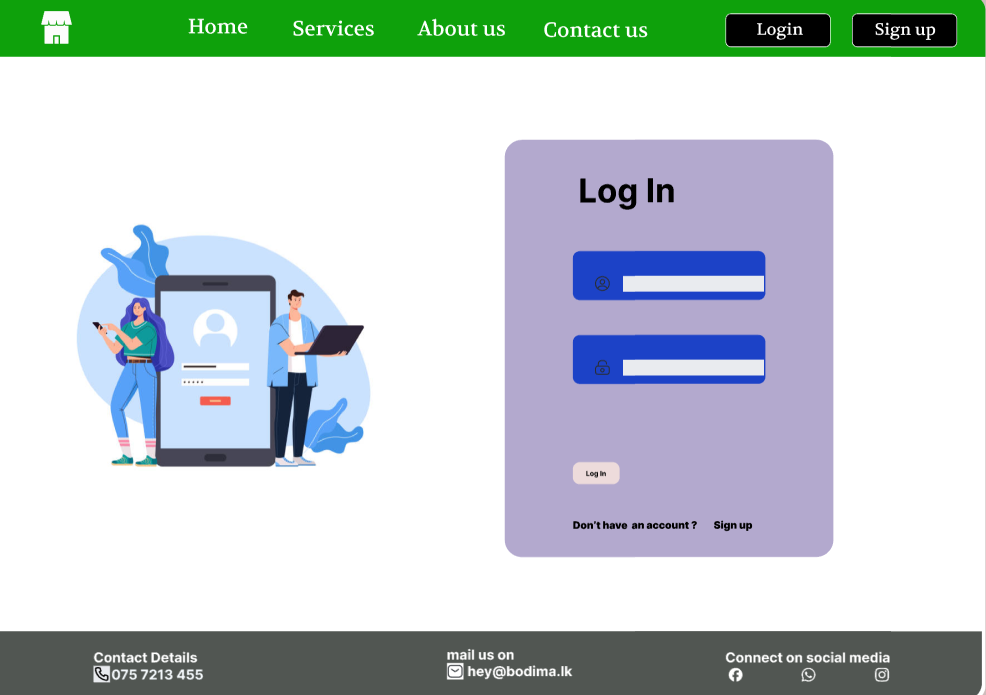 Home Services About us Contact us Login Sign up
Log In
Log In
Don't have an account ? Sign up
Contact Details
075 7213 455
mail us on
hey@bodima.lk
Connect on social media